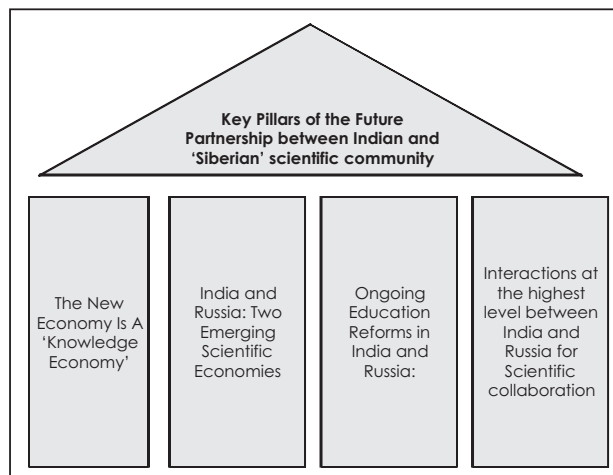 Key Pillars of the Future
Partnership between Indian and
‘Siberian’ scientific community
The New
Economy Is A
‘Knowledge
Economy’
India and
Russia: Two
Emerging
Scientific
Economies
Ongoing
Education
Reforms in
India and
Russia:
Interactions at
the highest
level between
India and
Russia for
Scientific
collaboration